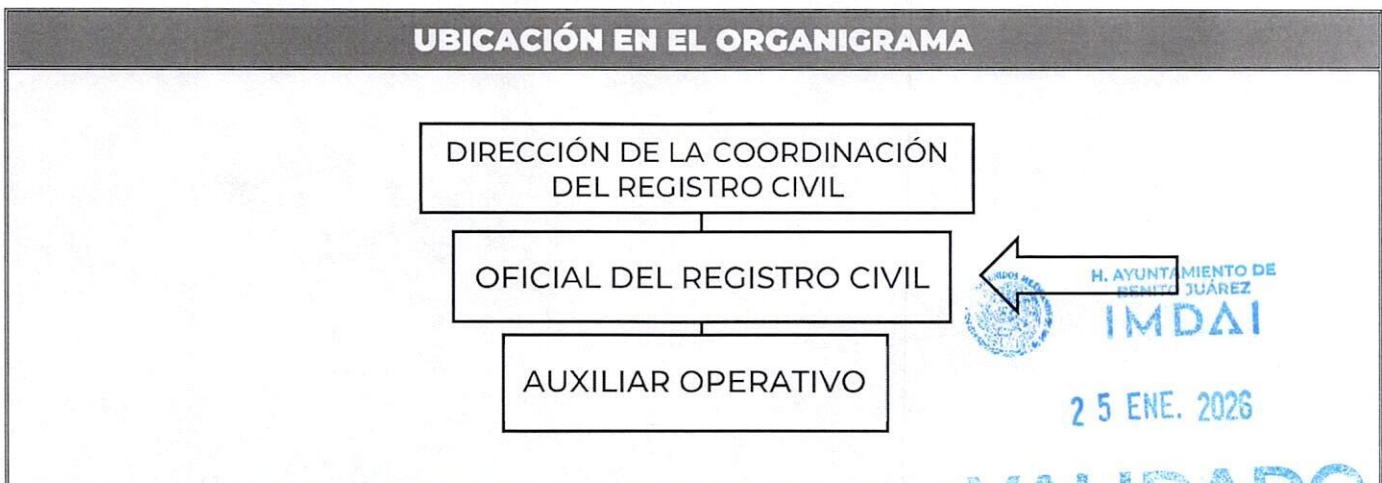 UBICACIÓN EN EL ORGANIGRAMA
DIRECCIÓN DE LA COORDINACIÓN
DEL REGISTRO CIVIL
OFICIAL DEL REGISTRO CIVIL
H. AYUNTAMIENTO DE
BENITO JUÁREZ
IMDAI
AUXILIAR OPERATIVO
25 ENE. 2026
VALIDADO